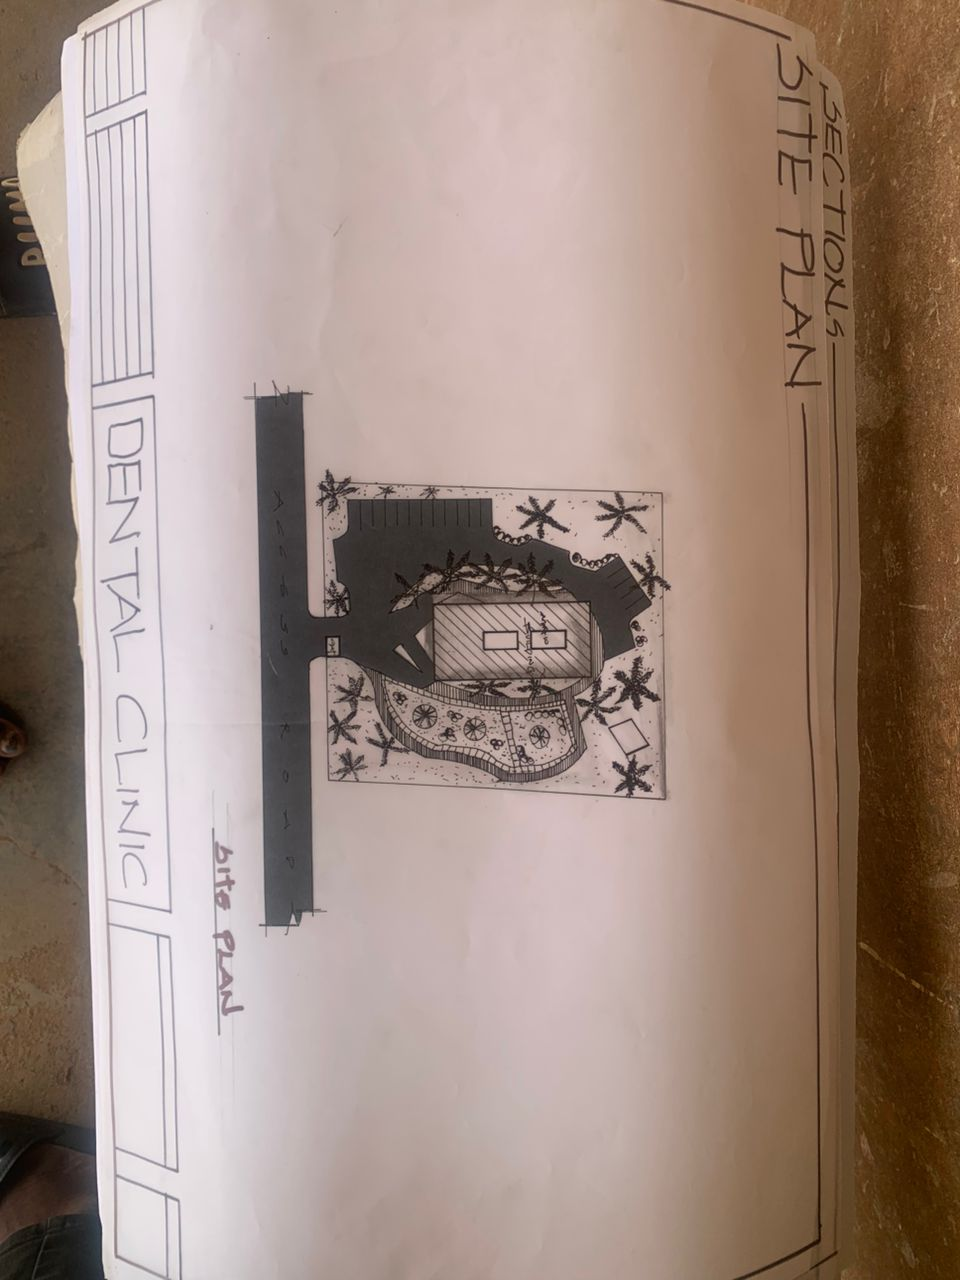 SECTIONS
SITE PLAN
ACCESS ROAD
SITE PLAN
DENTAL CLINIC